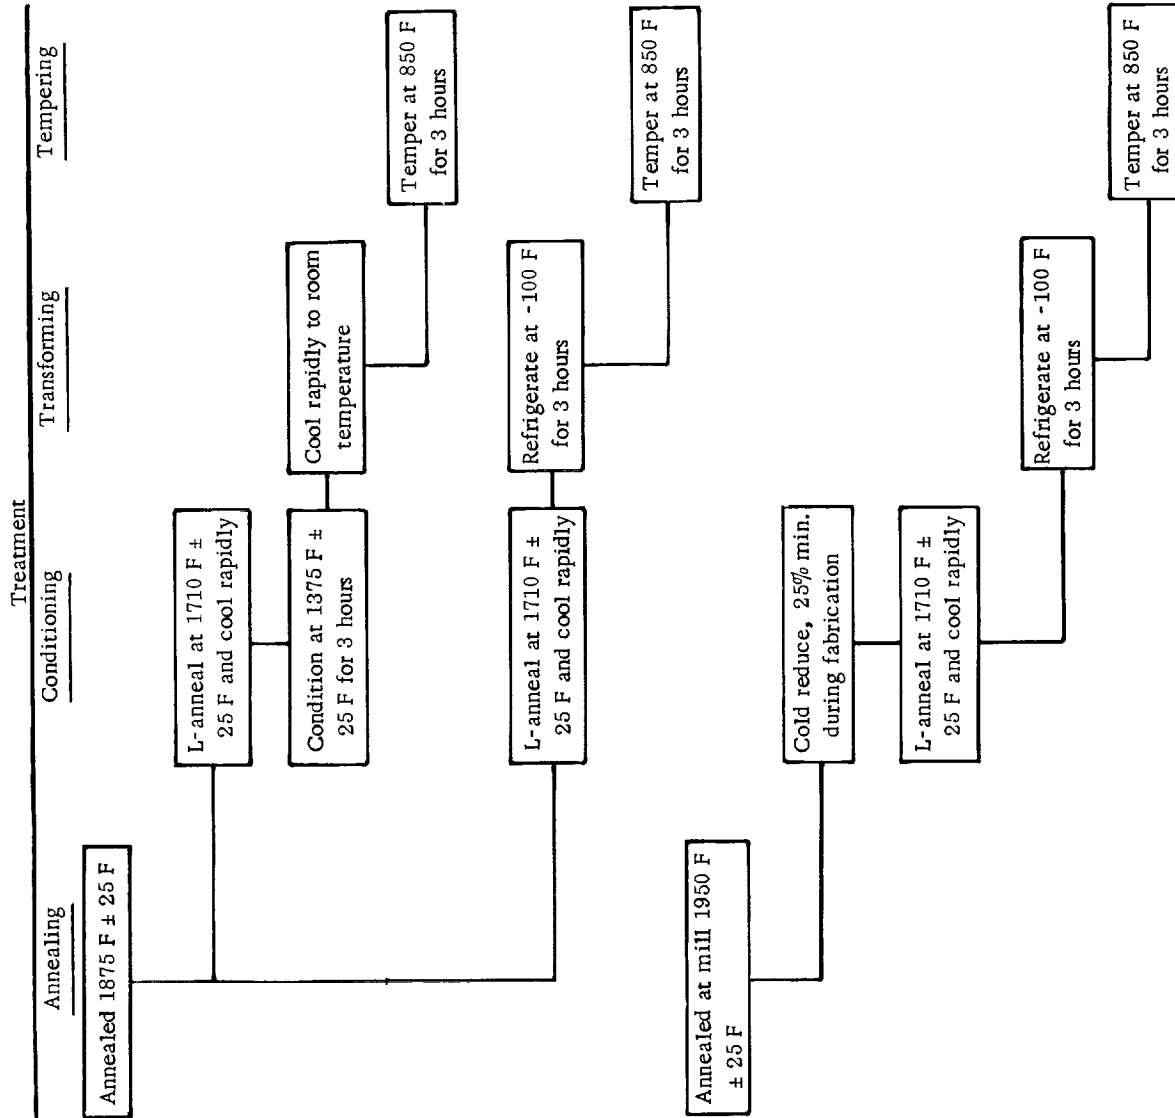 Treatment
Annealing
Conditioning
Transforming
Tempering
Annealed 1875 F ± 25 F
L-anneal at 1710 F ±
25 F and cool rapidly
Condition at 1375 F ±
25 F for 3 hours
Cool rapidly to room
temperature
Temper at 850 F
for 3 hours
L-anneal at 1710 F ±
25 F and cool rapidly
Refrigerate at -100 F
for 3 hours
Temper at 850 F
for 3 hours
Annealed at mill 1950 F
± 25 F
Cold reduce, 25% min.
during fabrication
L-anneal at 1710 F ±
25 F and cool rapidly
Refrigerate at -100 F
for 3 hours
Temper at 850 F
for 3 hours